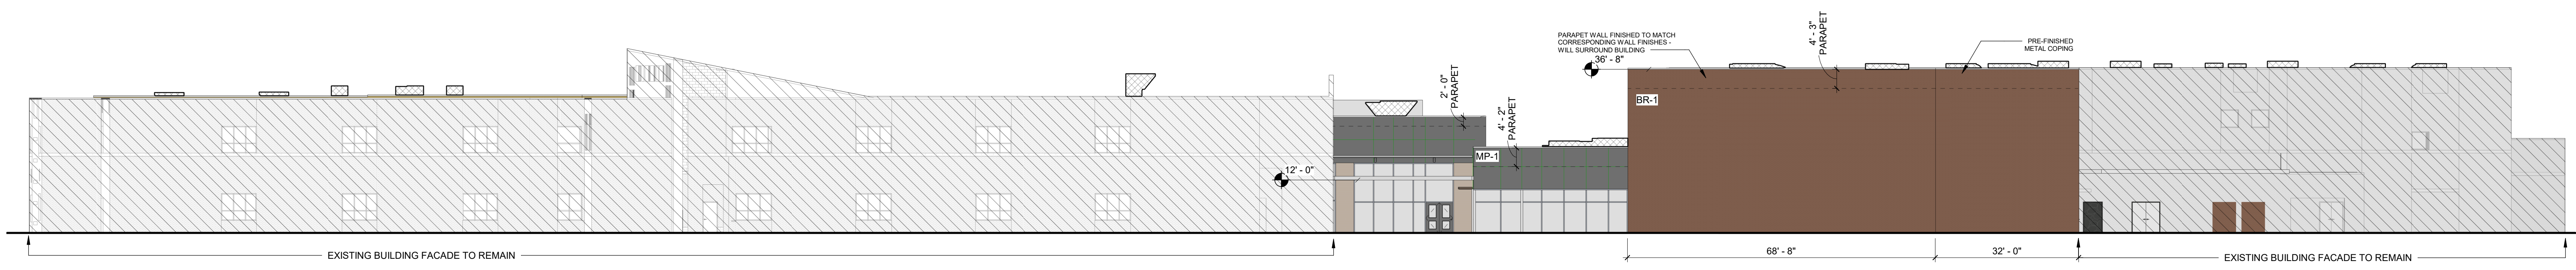 PARAPET WALL FINISHED TO MATCH
CORRESPONDING WALL FINISHES -
WILL SURROUND BUILDING
36' - 8"
4' - 3"
PARAPET
PRE-FINISHED
METAL COPING
2' - 0"
PARAPET
4' - 2"
PARAPET
BR-1
MP-1
12' - 0"
68' - 8"
32' - 0"
EXISTING BUILDING FACADE TO REMAIN
EXISTING BUILDING FACADE TO REMAIN